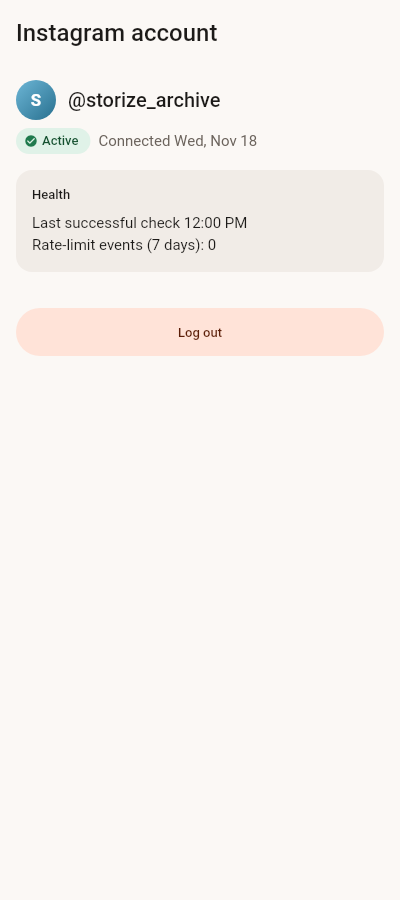 Instagram account
S
@storize_archive
Active
Connected Wed, Nov 18
Health
Last successful check 12:00 PM
Rate-limit events (7 days): 0
Log out